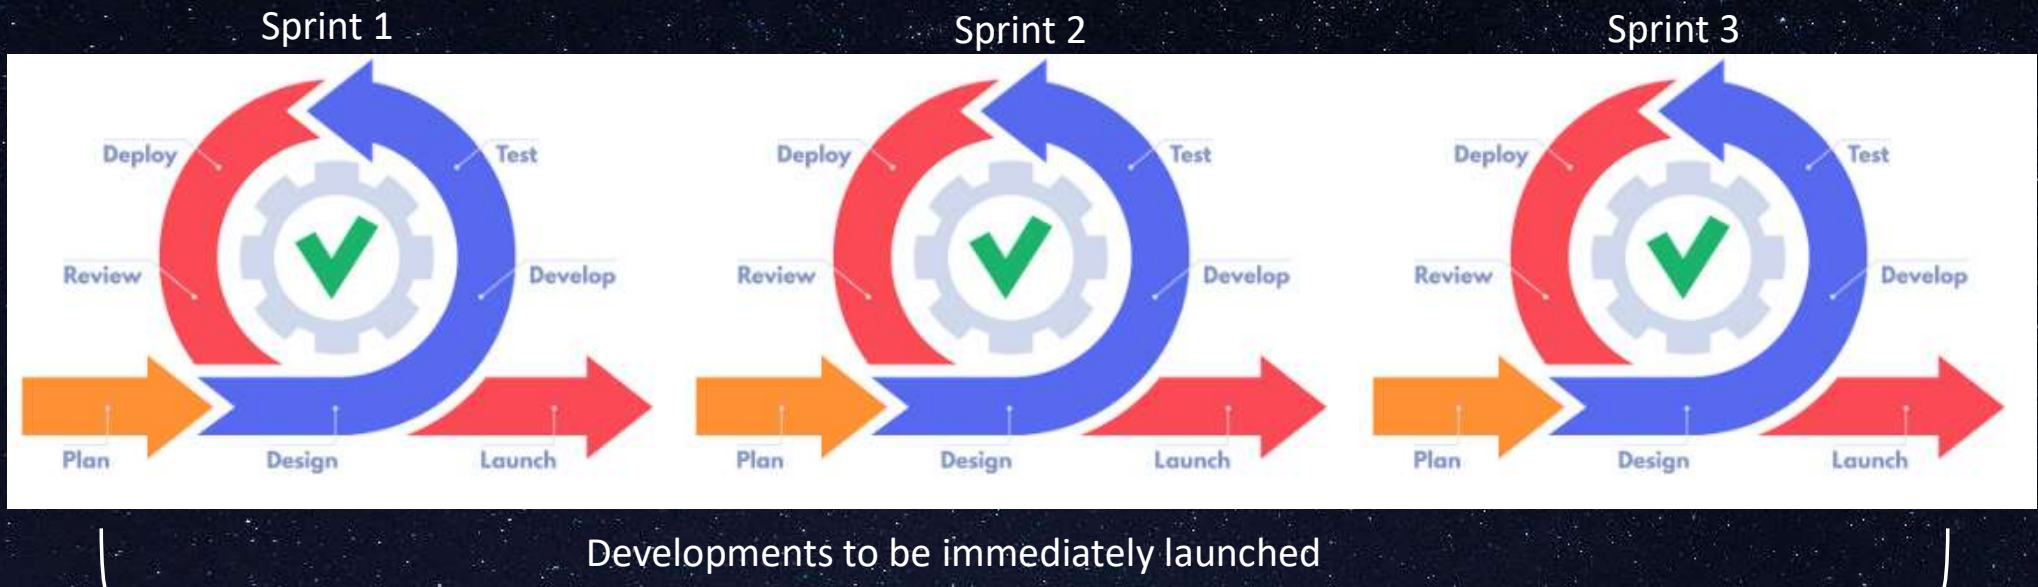 Sprint 1
Sprint 2
Sprint 3
Deploy
Test
Review
Develop
Plan
Design
Launch
Deploy
Test
Review
Develop
Plan
Design
Launch
Deploy
Test
Review
Develop
Plan
Design
Launch
Developments to be immediately launched